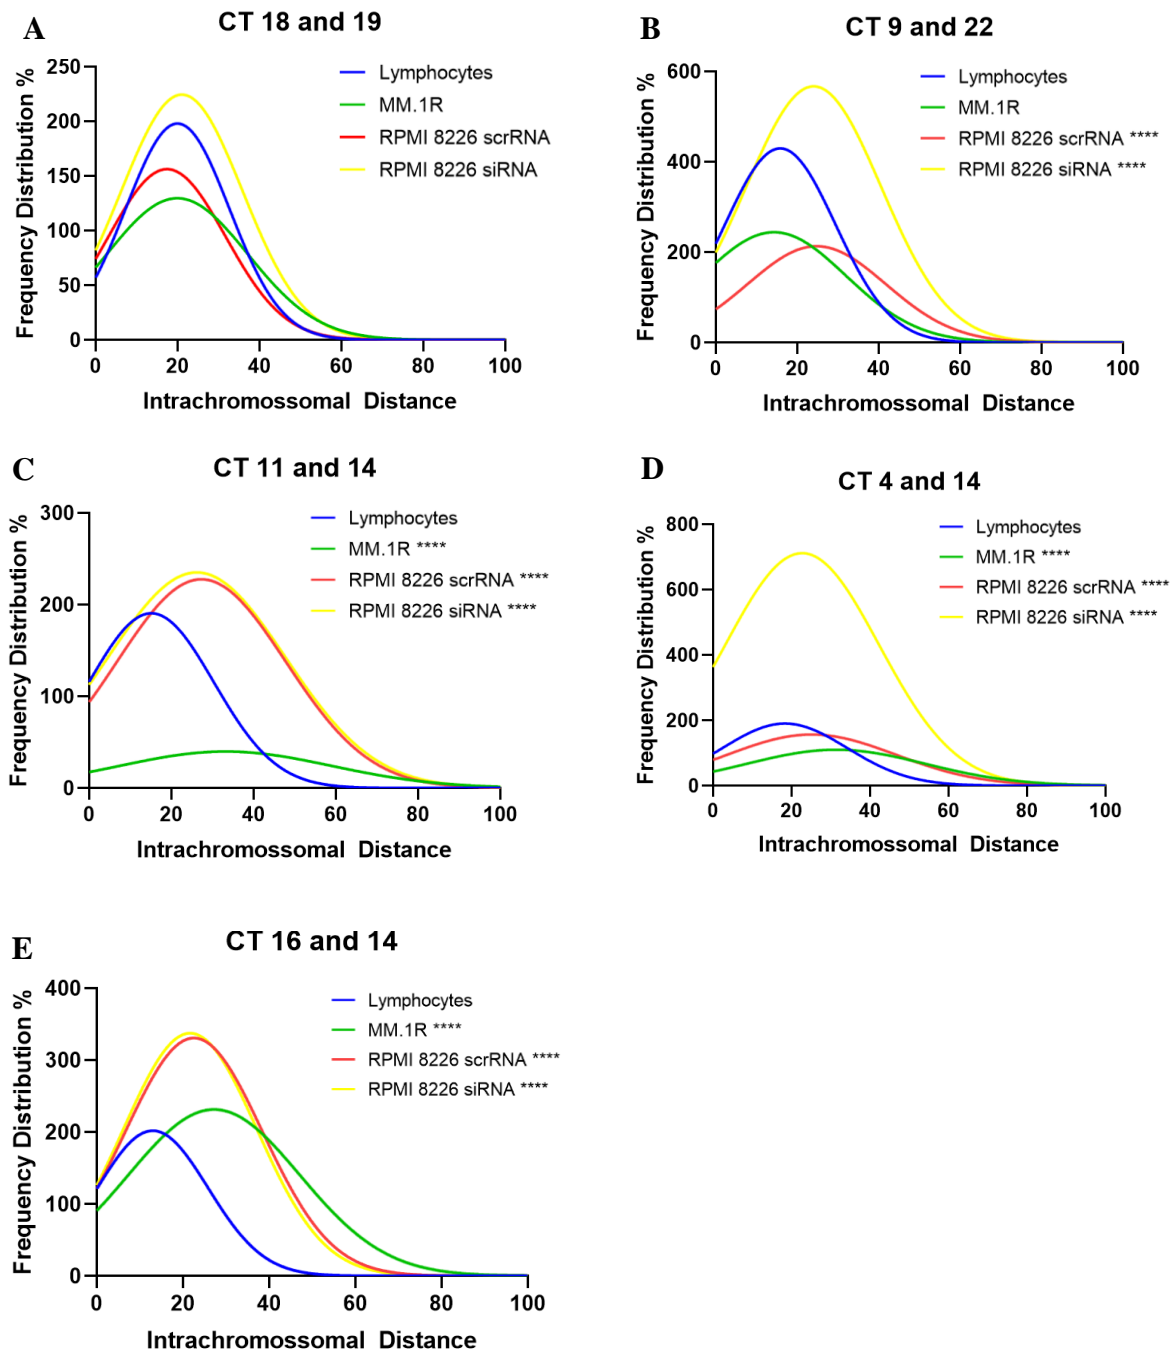 A
CT 18 and 19
Frequency Distribution %
250
200
150
100
50
0
0 20 40 60 80 100
Intrachromossomal Distance
Lymphocytes
MM.1R
RPMI 8226 scrRNA
RPMI 8226 siRNA
B
CT 9 and 22
Frequency Distribution %
600
400
200
0
0 20 40 60 80 100
Intrachromossomal Distance
Lymphocytes
MM.1R
RPMI 8226 scrRNA ****
RPMI 8226 siRNA ****
C
CT 11 and 14
Frequency Distribution %
300
200
100
0
0 20 40 60 80 100
Intrachromossomal Distance
Lymphocytes
MM.1R ****
RPMI 8226 scrRNA ****
RPMI 8226 siRNA ****
D
CT 4 and 14
Frequency Distribution %
800
600
400
200
0
0 20 40 60 80 100
Intrachromossomal Distance
Lymphocytes
MM.1R ****
RPMI 8226 scrRNA ****
RPMI 8226 siRNA ****
E
CT 16 and 14
Frequency Distribution %
400
300
200
100
0
0 20 40 60 80 100
Intrachromossomal Distance
Lymphocytes
MM.1R ****
RPMI 8226 scrRNA ****
RPMI 8226 siRNA ****